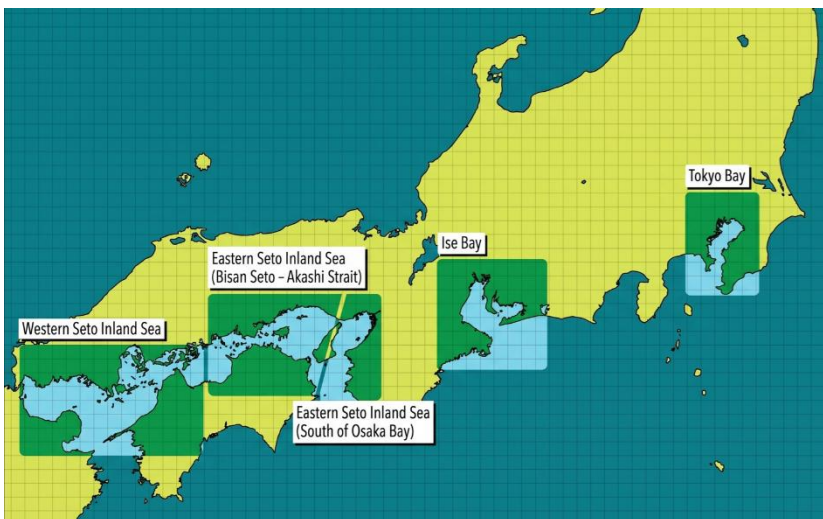 Tokyo Bay
Ise Bay
Eastern Seto Inland Sea
(Bisan Seto – Akashi Strait)
Western Seto Inland Sea
Eastern Seto Inland Sea
(South of Osaka Bay)